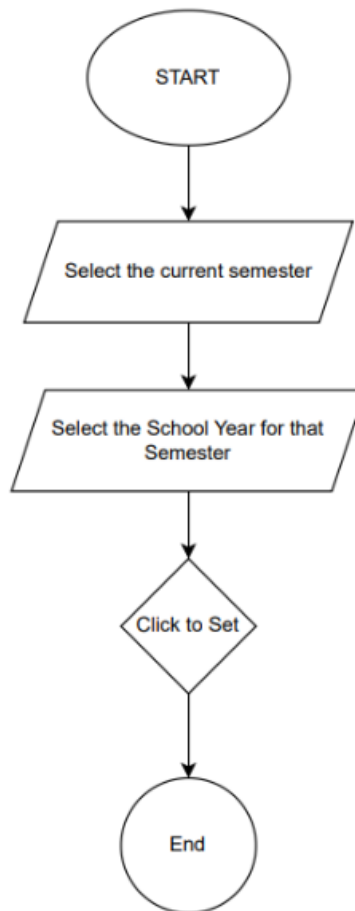 START
Select the current semester
Select the School Year for that
Semester
Click to Set
End